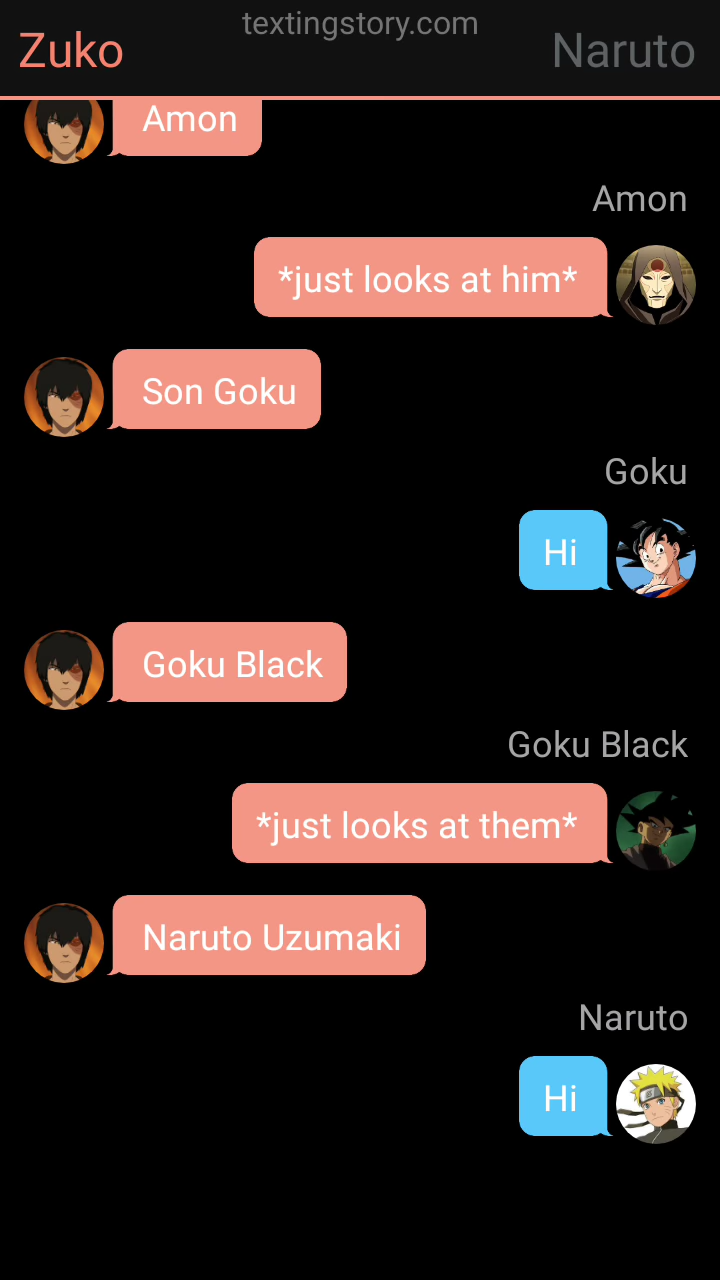 textingstory.com
Zuko
Naruto
Amon
Amon
*just looks at him*
Son Goku
Goku
Hi
Goku Black
Goku Black
*just looks at them*
Naruto Uzumaki
Naruto
Hi